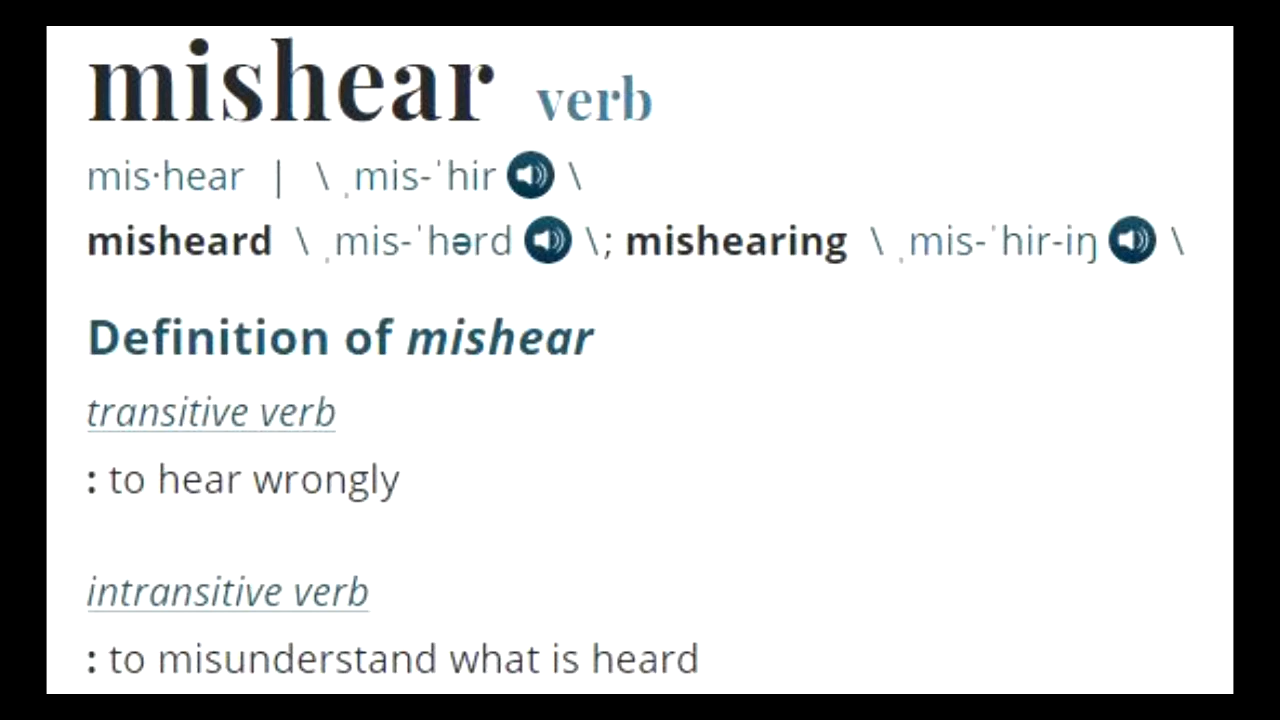 mishear verb
mis·hear | \ ˌmis-ˈhir \
misheard \ ˌmis-ˈhərd \; mishearing \ ˌmis-ˈhir-iŋ \
Definition of mishear
transitive verb
: to hear wrongly
intransitive verb
: to misunderstand what is heard